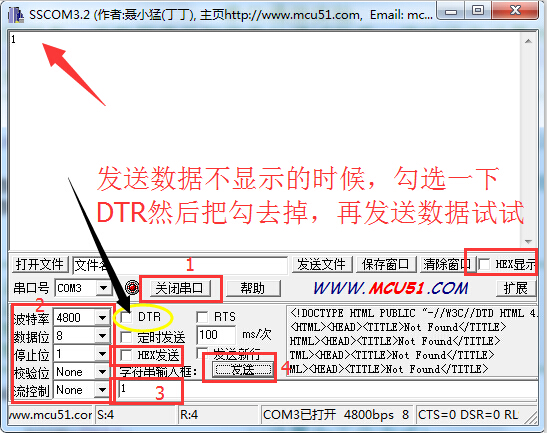 SSCOM3.2 (作者:聂小猛(丁丁), 主页http://www.mcu51.com, Email: mc...
1
发送数据不显示的时候，勾选一下
DTR然后把勾去掉，再发送数据试试
打开文件 文件名 发送文件 保存窗口 清除窗口 HEX显示
1
串口号 COM3 关闭串口 帮助 WWW.MCU51.COM 扩展
2
波特率 4800 DTR RTS
数据位 8 定时发送 100 ms/次
停止位 1 HEX发送 发送新行
校验位 None 字符串输入框: 发送 4
流控制 None 1
3
<!DOCTYPE HTML PUBLIC "-//W3C//DTD HTML 4.
<HTML><HEAD><TITLE>Not Found</TITLE>
HTML><HEAD><TITLE>Not Found</TITLE>
TML><HEAD><TITLE>Not Found</TITLE>
ML><HEAD><TITLE>Not Found</TITLE>
www.mcu51.cor S:4 R:4 COM3已打开 4800bps 8 CTS=0 DSR=0 RL